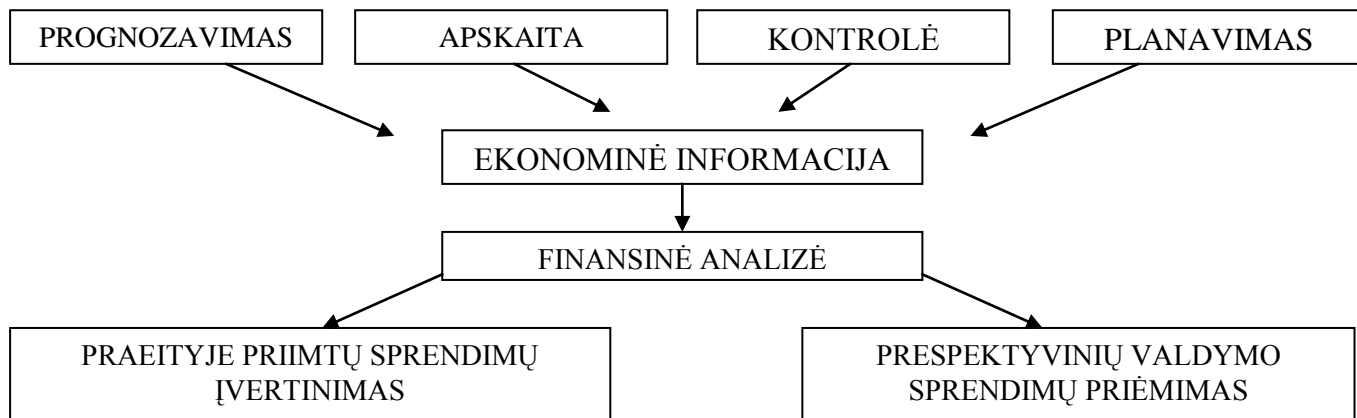 PROGNOZAVIMAS
APSKAITA
KONTROLĖ
PLANAVIMAS
EKONOMINĖ INFORMACIJA
FINANSINĖ ANALIZĖ
PRAEITYJE PRIIMTŲ SPRENDIMŲ
ĮVERTINIMAS
PRESPEKTYVINIŲ VALDYMO
SPRENDIMŲ PRIĖMIMAS